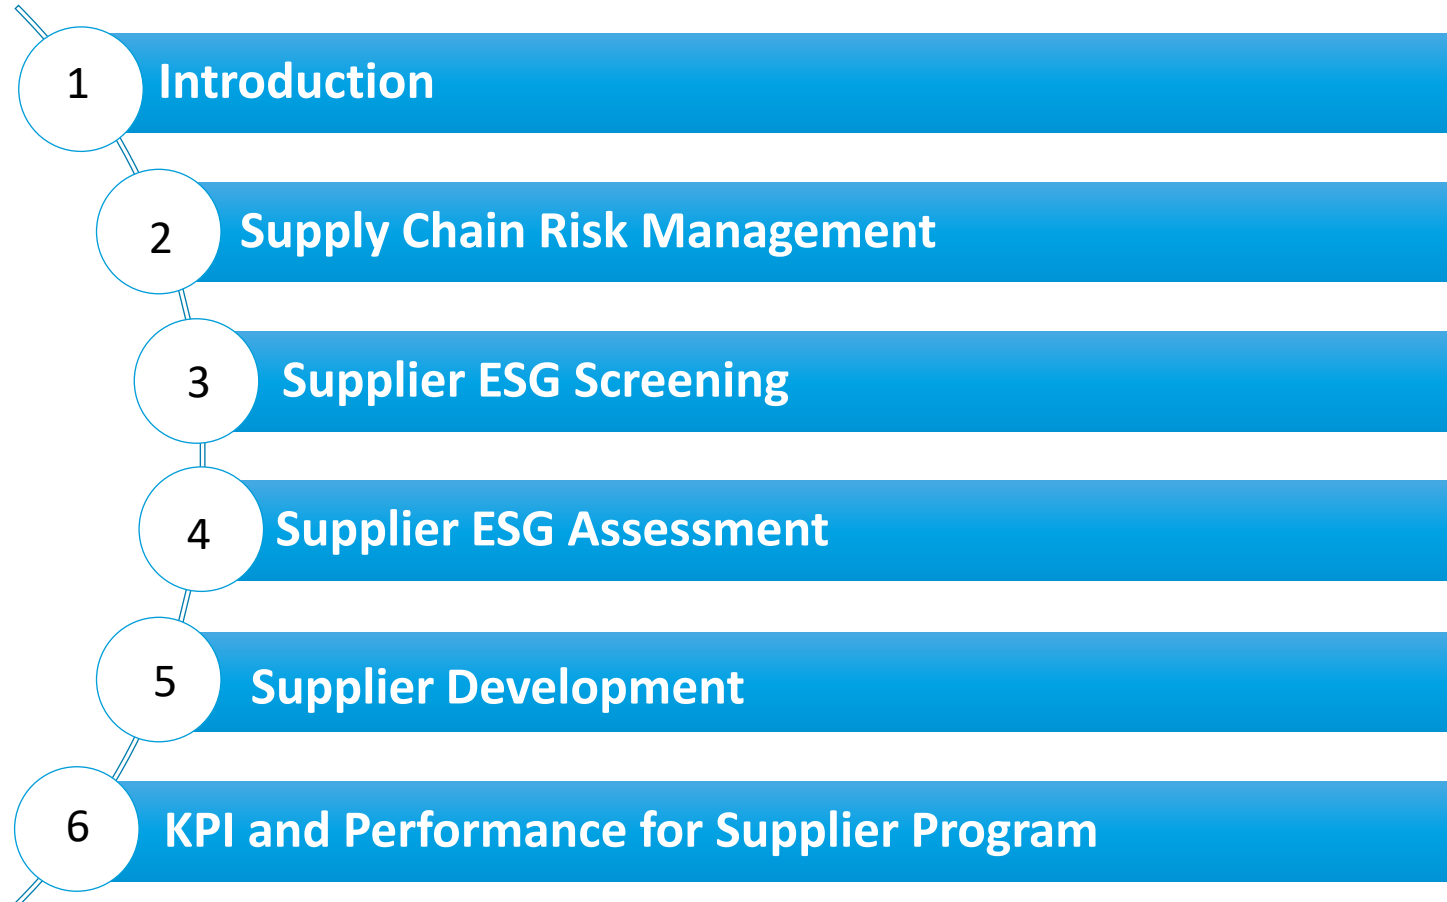 1 Introduction
2 Supply Chain Risk Management
3 Supplier ESG Screening
4 Supplier ESG Assessment
5 Supplier Development
6 KPI and Performance for Supplier Program